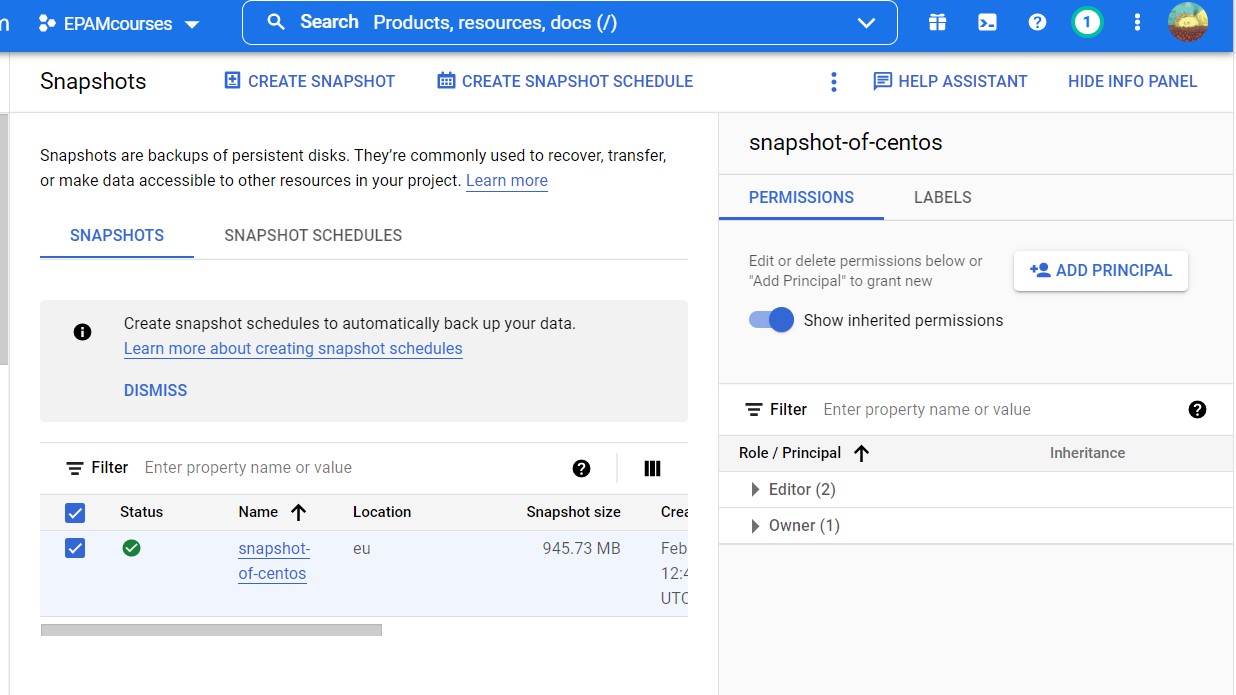 EPAMcourses
Search Products, resources, docs (/)
1
Snapshots
CREATE SNAPSHOT
CREATE SNAPSHOT SCHEDULE
HELP ASSISTANT
HIDE INFO PANEL
Snapshots are backups of persistent disks. They're commonly used to recover, transfer,
or make data accessible to other resources in your project. Learn more
SNAPSHOTS
SNAPSHOT SCHEDULES
Create snapshot schedules to automatically back up your data.
Learn more about creating snapshot schedules
DISMISS
Filter Enter property name or value
Status Name Location Snapshot size Crea
snapshot- eu 945.73 MB Feb
of-centos 12:4
UTC
snapshot-of-centos
PERMISSIONS
LABELS
Edit or delete permissions below or
"Add Principal" to grant new
ADD PRINCIPAL
Show inherited permissions
Filter Enter property name or value
Role / Principal Inheritance
Editor (2)
Owner (1)